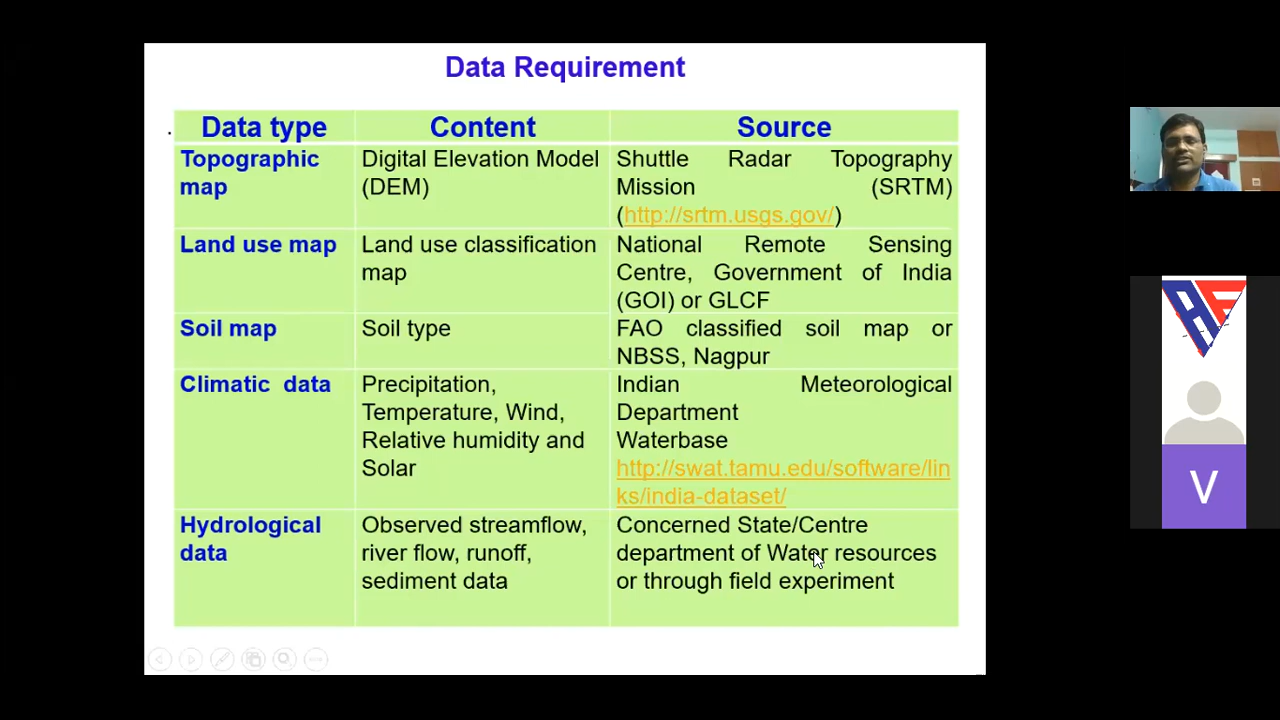 Data Requirement
Data type Content Source
Topographic map
Digital Elevation Model (DEM)
Shuttle Radar Topography
Mission (SRTM)
(http://srtm.usgs.gov/)
Land use map
Land use classification map
National Remote Sensing
Centre, Government of India
(GOI) or GLCF
Soil map
Soil type
FAO classified soil map or
NBSS, Nagpur
Climatic data
Precipitation,
Temperature, Wind,
Relative humidity and
Solar
Indian Meteorological
Department
Waterbase
http://swat.tamu.edu/software/lin
ks/india-dataset/
Hydrological
data
Observed streamflow,
river flow, runoff,
sediment data
Concerned State/Centre
department of Water resources
or through field experiment
AF
V